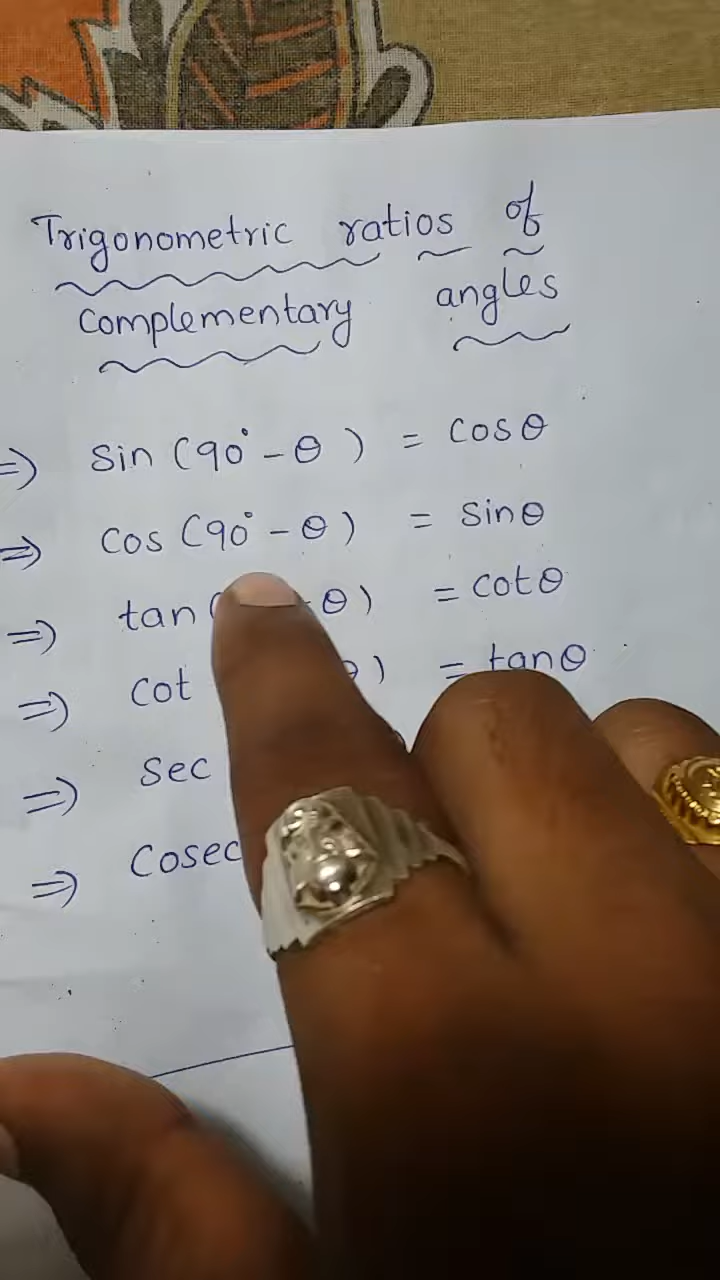 Trigonometric ratios of
complementary angles
=> sin (90° - θ) = cosθ
=> cos (90° - θ) = sinθ
=> tan ( - θ) = cotθ
=> cot θ) = tanθ
=> sec
=> cosec